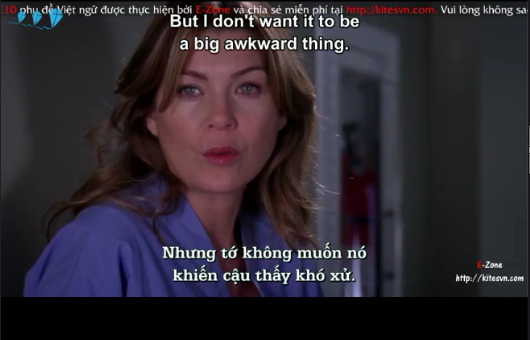 10 phụ đề Việt ngữ được thực hiện bởi E-Zone và chia sẻ miễn phí tại http://kitesvn.com. Vui lòng không sa
But I don't want it to be
a big awkward thing.
Nhưng tớ không muốn nó
khiến cậu thấy khó xử.
E-Zone
http://kitesvn.com